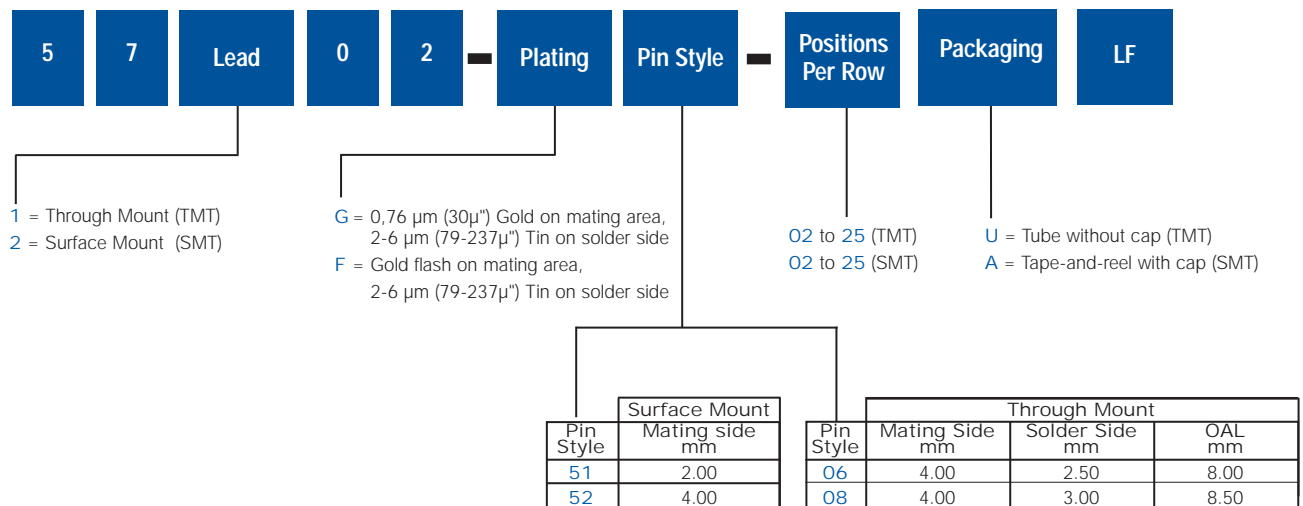 5 7 Lead 0 2 - Plating Pin Style - Positions Per Row Packaging LF
1 = Through Mount (TMT)
2 = Surface Mount (SMT)
G = 0,76 µm (30µ") Gold on mating area,
2-6 µm (79-237µ") Tin on solder side
F = Gold flash on mating area,
2-6 µm (79-237µ") Tin on solder side
02 to 25 (TMT)
02 to 25 (SMT)
U = Tube without cap (TMT)
A = Tape-and-reel with cap (SMT)
Surface Mount
Pin Style Mating side mm
51 2.00
52 4.00
Through Mount
Pin Style Mating Side mm Solder Side mm OAL mm
06 4.00 2.50 8.00
08 4.00 3.00 8.50